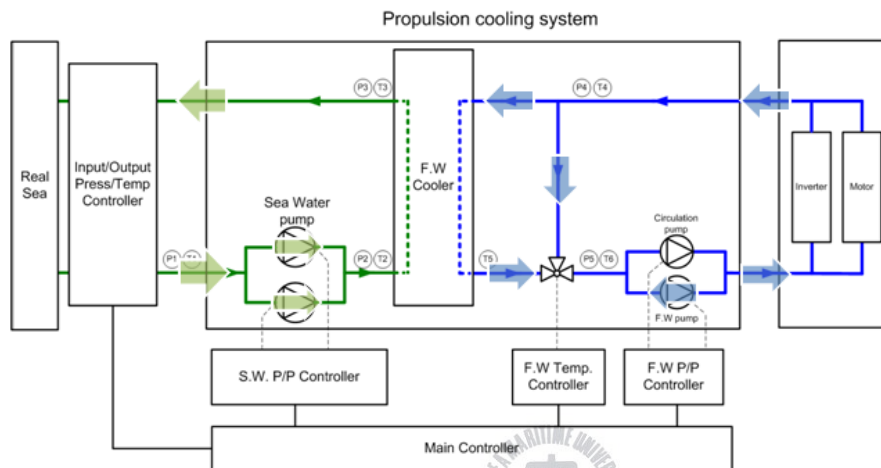 Propulsion cooling system
Real
Sea
Input/Output
Press/Temp
Controller
P3 T3
P4 T4
F.W
Cooler
Inverter
Motor
Sea Water
pump
Circulation
pump
P1
P2 T2
T5
P5 T6
F.W pump
S.W. P/P Controller
F.W Temp.
Controller
F.W P/P
Controller
Main Controller